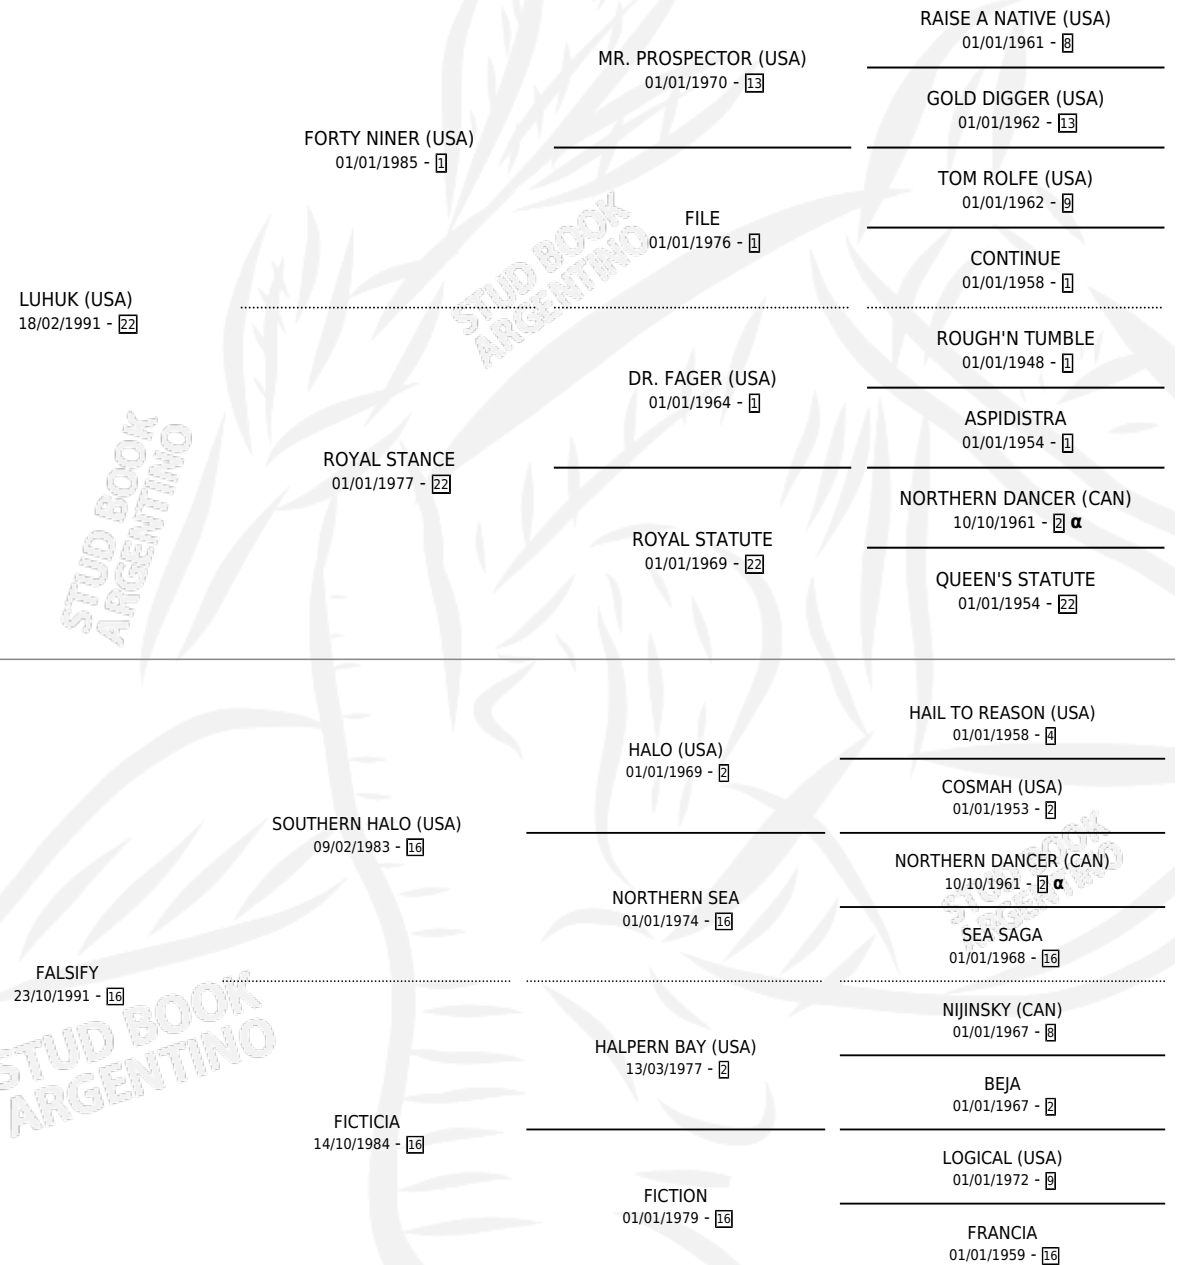 RAISE A NATIVE (USA)
01/01/1961 - 8
MR. PROSPECTOR (USA)
01/01/1970 - 13
GOLD DIGGER (USA)
01/01/1962 - 13
FORTY NINER (USA)
01/01/1985 - 1
TOM ROLFE (USA)
01/01/1962 - 9
FILE
01/01/1976 - 1
CONTINUE
01/01/1958 - 1
LUHUK (USA)
18/02/1991 - 22
ROUGH'N TUMBLE
01/01/1948 - 1
DR. FAGER (USA)
01/01/1964 - 1
ASPIDISTRA
01/01/1954 - 1
ROYAL STANCE
01/01/1977 - 22
NORTHERN DANCER (CAN)
10/10/1961 - 2 α
ROYAL STATUTE
01/01/1969 - 22
QUEEN'S STATUTE
01/01/1954 - 22
HAIL TO REASON (USA)
01/01/1958 - 4
HALO (USA)
01/01/1969 - 2
COSMAH (USA)
01/01/1953 - 2
SOUTHERN HALO (USA)
09/02/1983 - 16
NORTHERN DANCER (CAN)
10/10/1961 - 2 α
NORTHERN SEA
01/01/1974 - 16
SEA SAGA
01/01/1968 - 16
FALSIFY
23/10/1991 - 16
NIJINSKY (CAN)
01/01/1967 - 8
HALPERN BAY (USA)
13/03/1977 - 2
BEJA
01/01/1967 - 2
FICTICIA
14/10/1984 - 16
LOGICAL (USA)
01/01/1972 - 9
FICTION
01/01/1979 - 16
FRANCIA
01/01/1959 - 16
STUD BOOK
ARGENTINO
STUD BOOK
ARGENTINO
STUD BOOK
ARGENTINO
STUD BOOK
ARGENTINO